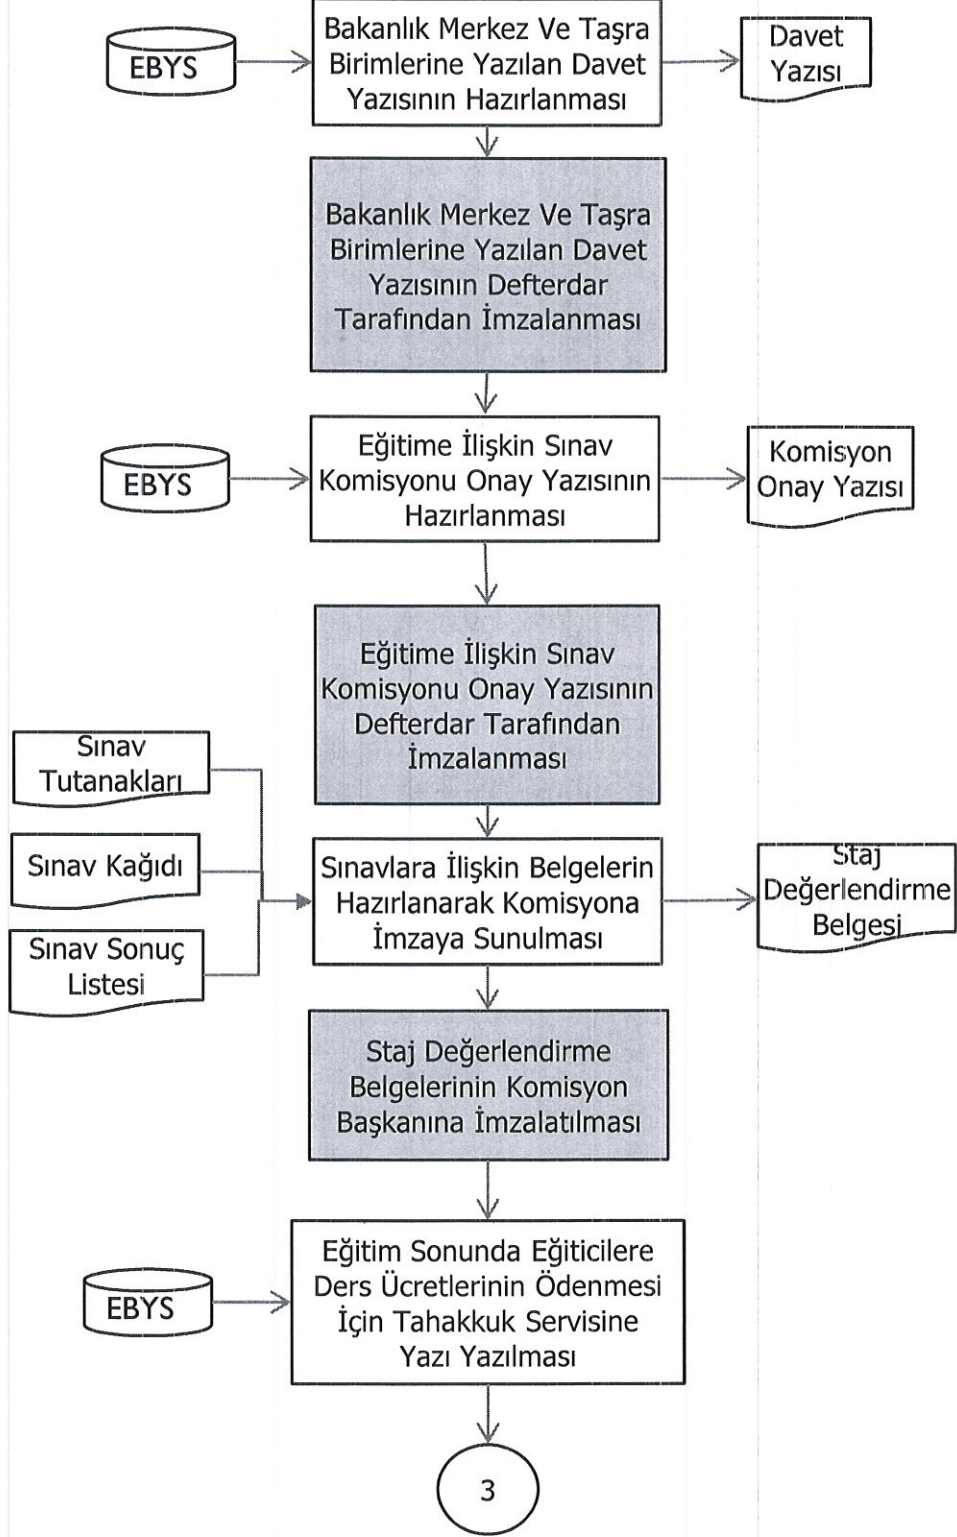 EBYS
Bakanlık Merkez Ve Taşra
Birimlerine Yazılan Davet
Yazısının Hazırlanması
Davet
Yazısı
Bakanlık Merkez Ve Taşra
Birimlerine Yazılan Davet
Yazısının Defterdar
Tarafından İmzalanması
EBYS
Eğitime İlişkin Sınav
Komisyonu Onay Yazısının
Hazırlanması
Komisyon
Onay Yazısı
Eğitime İlişkin Sınav
Komisyonu Onay Yazısının
Defterdar Tarafından
İmzalanması
Sınav
Tutanakları
Sınav Kağıdı
Sınav Sonuç
Listesi
Sınavlara İlişkin Belgelerin
Hazırlanarak Komisyona
İmzaya Sunulması
Staj
Değerlendirme
Belgesi
Staj Değerlendirme
Belgelerinin Komisyon
Başkanına İmzalatılması
EBYS
Eğitim Sonunda Eğiticilere
Ders Ücretlerinin Ödenmesi
İçin Tahakkuk Servisine
Yazı Yazılması
3